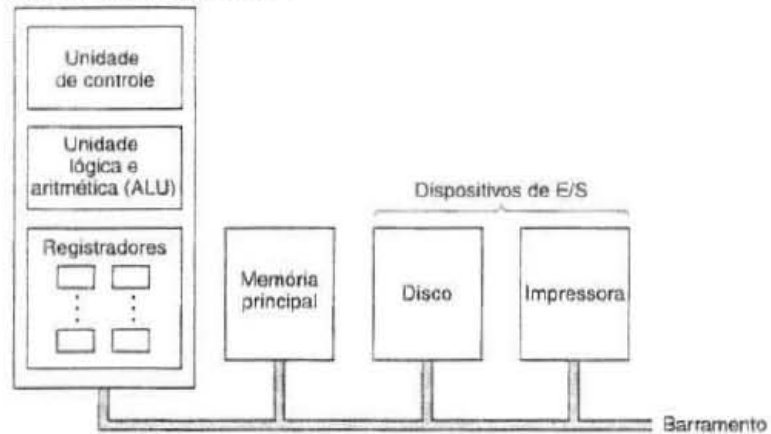 Unidade
de controle
Unidade
lógica e
aritmética (ALU)
Registradores
Memória
principal
Dispositivos de E/S
Disco
Impressora
Barramento